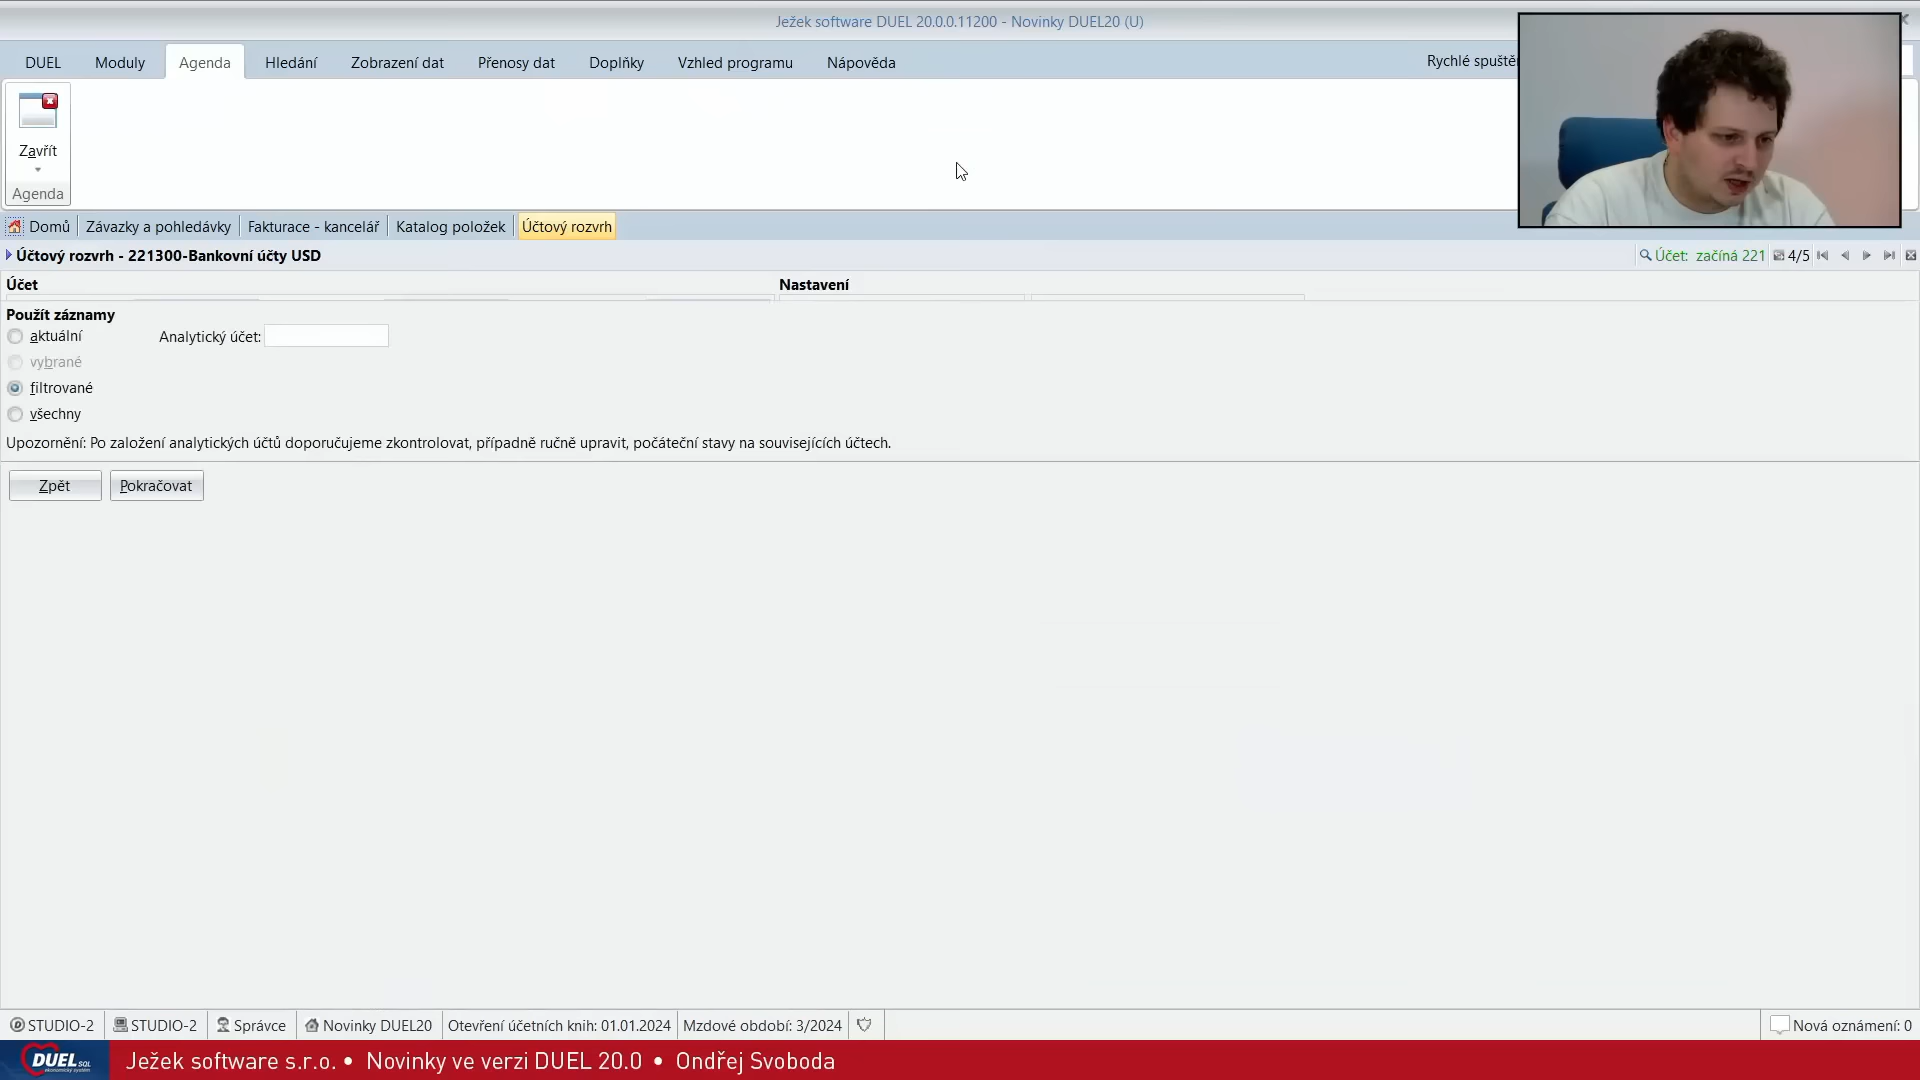 Ježek software DUEL 20.0.0.11200 - Novinky DUEL20 (U)
DUEL Moduly Agenda Hledání Zobrazení dat Přenosy dat Doplňky Vzhled programu Nápověda
Zavřít
Agenda
Domů Závazky a pohledávky Fakturace - kancelář Katalog položek Účtový rozvrh
Účtový rozvrh - 221300-Bankovní účty USD Účet: začíná 221 4/5
Účet Nastavení
Použít záznamy
aktuální Analytický účet:
vybrané
filtrované
všechny
Upozornění: Po založení analytických účtů doporučujeme zkontrolovat, případně ručně upravit, počáteční stavy na souvisejících účtech.
Zpět Pokračovat
STUDIO-2 STUDIO-2 Správce Novinky DUEL20 Otevření účetních knih: 01.01.2024 Mzdové období: 3/2024 Nová oznámení: 0
DUEL SQL
ekonomický systém
Ježek software s.r.o. • Novinky ve verzi DUEL 20.0 • Ondřej Svoboda